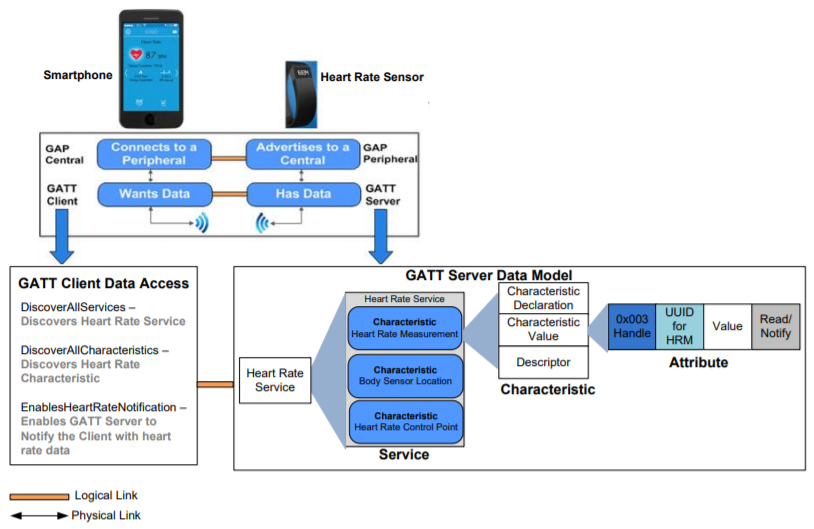 Heart Rate
87
Smartphone
Heart Rate Sensor
GAP
Central
Connects to a
Peripheral
Advertises to a
Central
GAP
Peripheral
GATT
Client
Wants Data
Has Data
GATT
Server
GATT Client Data Access
DiscoverAllServices –
Discovers Heart Rate Service
DiscoverAllCharacteristics –
Discovers Heart Rate
Characteristic
EnablesHeartRateNotification –
Enables GATT Server to
Notify the Client with heart
rate data
GATT Server Data Model
Heart Rate
Service
Heart Rate Service
Characteristic
Heart Rate Measurement
Characteristic
Body Sensor Location
Characteristic
Heart Rate Control Point
Service
Characteristic
Declaration
Characteristic
Value
Descriptor
Characteristic
0x003
Handle
UUID
for
HRM
Value
Read/
Notify
Attribute
Logical Link
Physical Link